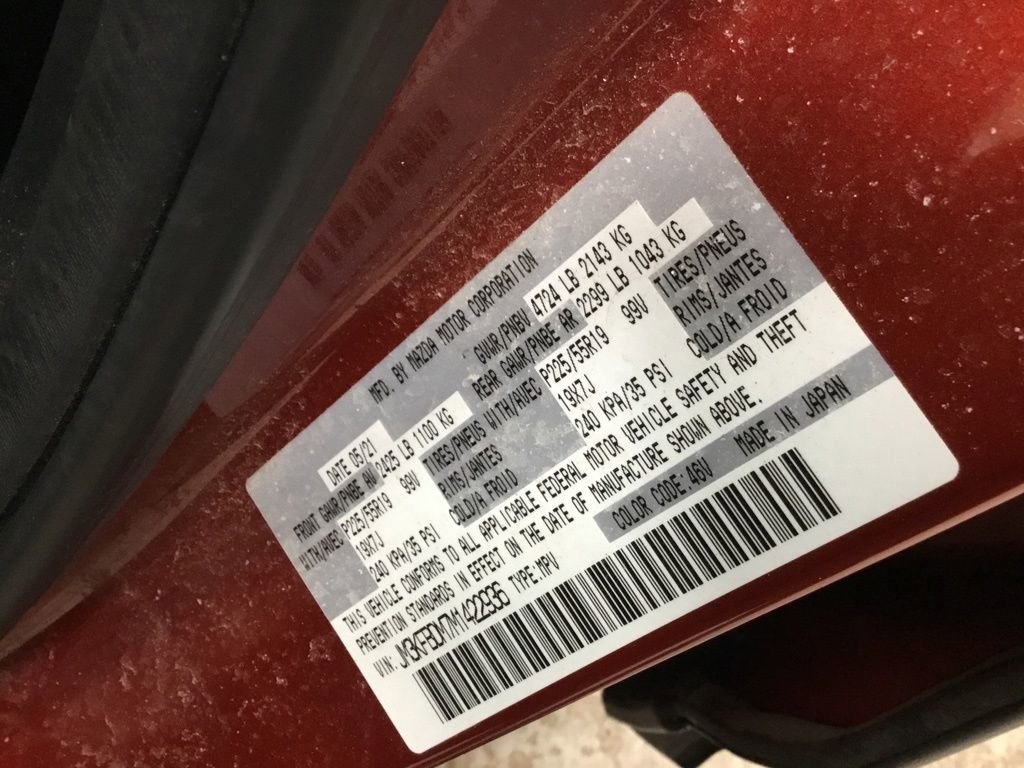 MFD. BY MAZDA MOTOR CORPORATION
DATE 05/21 GVWR/PNBV 4724 LB 2143 KG
FRONT GAWR/PNBE AV 2425 LB 1100 KG REAR GAWR/PNBE AR 2299 LB 1043 KG
WITH/AVEC P225/55R19 99V TIRES/PNEUS WITH/AVEC P225/55R19 99V TIRES/PNEUS
19X7J RIMS/JANTES 19X7J RIMS/JANTES
240 KPA/35 PSI COLD/A FROID 240 KPA/35 PSI COLD/A FROID
THIS VEHICLE CONFORMS TO ALL APPLICABLE FEDERAL MOTOR VEHICLE SAFETY AND THEFT
PREVENTION STANDARDS IN EFFECT ON THE DATE OF MANUFACTURE SHOWN ABOVE.
VIN: TYPE:MPV COLOR CODE 46V MADE IN JAPAN